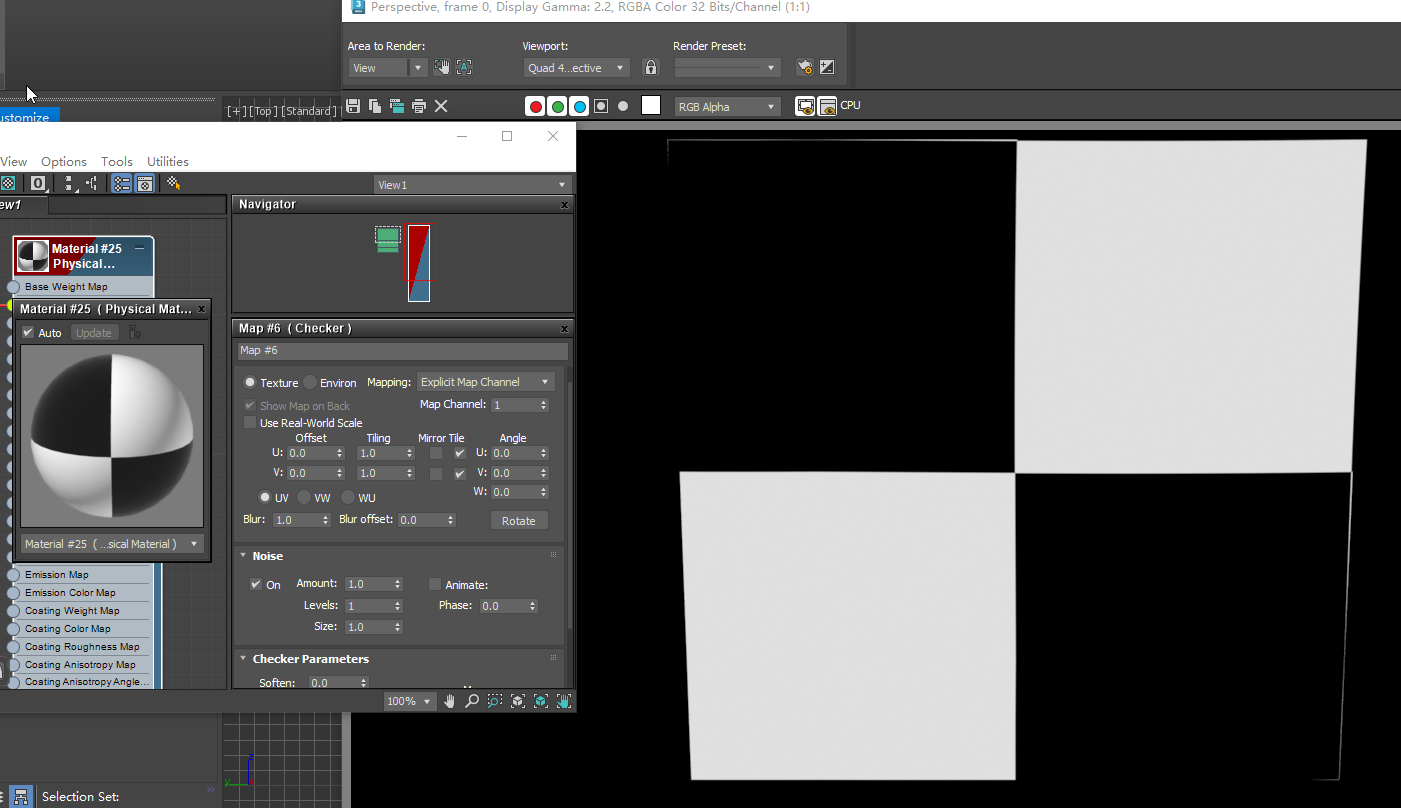 Perspective, frame 0, Display Gamma: 2.2, RGBA Color 32 Bits/Channel (1:1)
Area to Render:
Viewport:
Render Preset:
View
Quad 4...ective
RGB Alpha
CPU
ustomize
[+][Top][Standard]
View Options Tools Utilities
View1
ew1
Navigator
Material #25
Physical...
Base Weight Map
Material #25 ( Physical Mat...
Auto
Update
Material #25 ( ...sical Material )
Emission Map
Emission Color Map
Coating Weight Map
Coating Color Map
Coating Roughness Map
Coating Anisotropy Map
Coating Anisotropy Angle...
Map #6 ( Checker )
Map #6
Texture Environ Mapping: Explicit Map Channel
Show Map on Back Map Channel: 1
Use Real-World Scale
Offset Tiling Mirror Tile Angle
U: 0.0 1.0 U: 0.0
V: 0.0 1.0 V: 0.0
W: 0.0
UV VW WU
Blur: 1.0 Blur offset: 0.0 Rotate
Noise
On Amount: 1.0 Animate:
Levels: 1 Phase: 0.0
Size: 1.0
Checker Parameters
Soften: 0.0
100%
Selection Set: